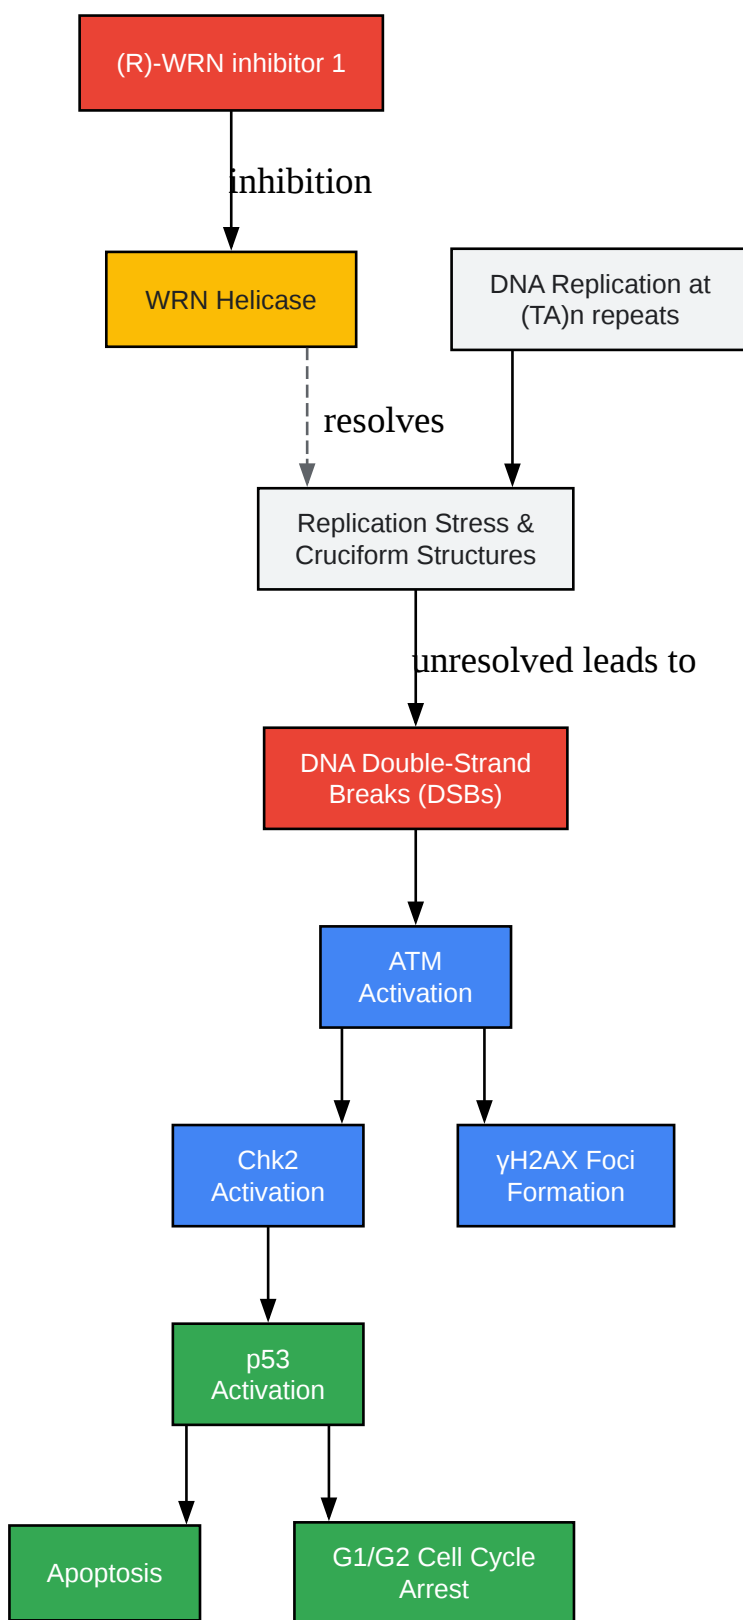 (R)-WRN inhibitor 1
inhibition
WRN Helicase
DNA Replication at
(TA)n repeats
resolves
Replication Stress &
Cruciform Structures
unresolved leads to
DNA Double-Strand
Breaks (DSBs)
ATM
Activation
Chk2
Activation
γH2AX Foci
Formation
p53
Activation
Apoptosis
G1/G2 Cell Cycle
Arrest